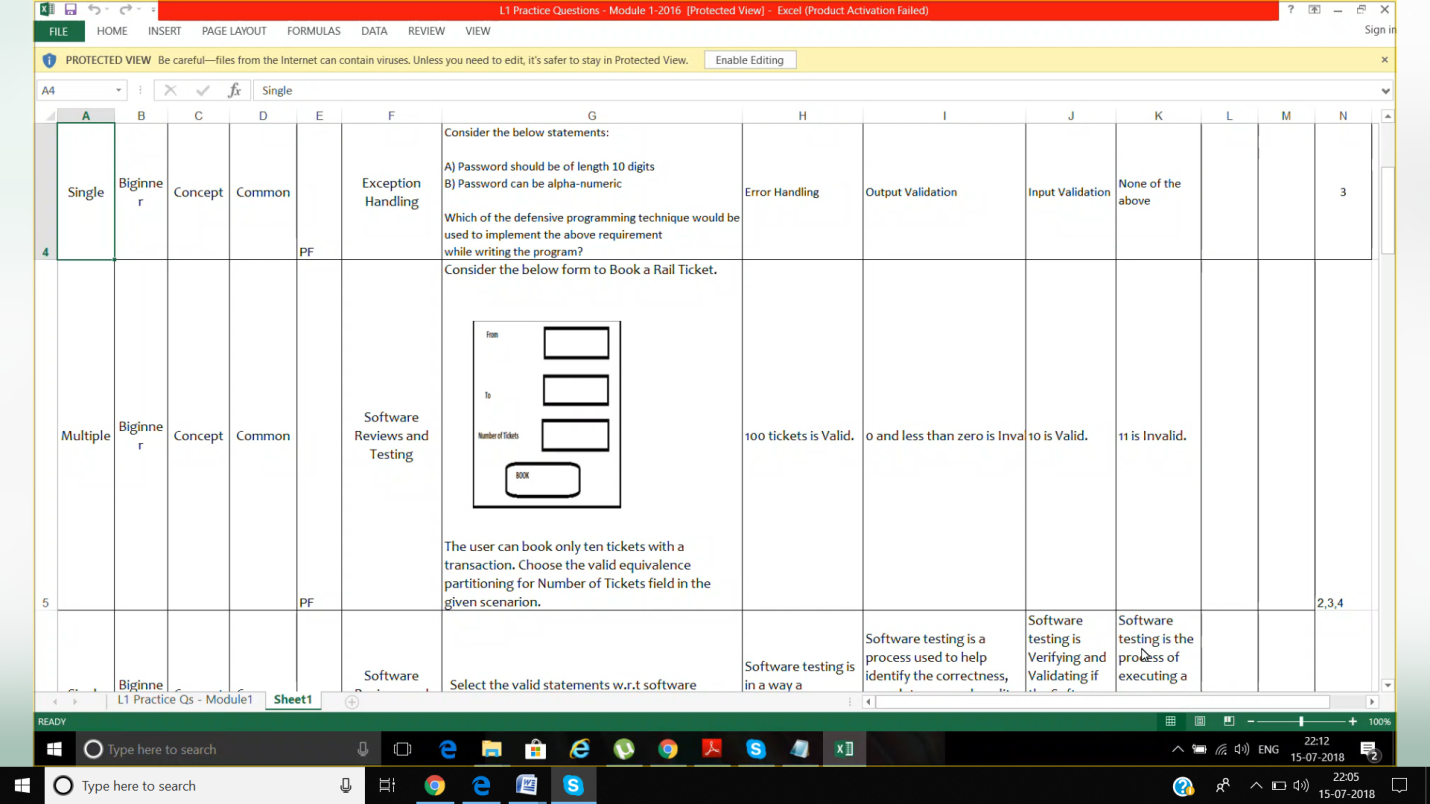 L1 Practice Questions - Module 1-2016 [Protected View] - Excel (Product Activation Failed)
FILE HOME INSERT PAGE LAYOUT FORMULAS DATA REVIEW VIEW
Sign in
PROTECTED VIEW Be careful—files from the Internet can contain viruses. Unless you need to edit, it's safer to stay in Protected View. Enable Editing
A4 fx Single
A B C D E F G H I J K L M N
4
Single
Biginne
r
Concept
Common
PF
Exception
Handling
Consider the below statements:
A) Password should be of length 10 digits
B) Password can be alpha-numeric
Which of the defensive programming technique would be
used to implement the above requirement
while writing the program?
Error Handling
Output Validation
Input Validation
None of the
above
3
5
Multiple
Biginne
r
Concept
Common
PF
Software
Reviews and
Testing
Consider the below form to Book a Rail Ticket.
From
To
Number of Tickets
BOOK
The user can book only ten tickets with a
transaction. Choose the valid equivalence
partitioning for Number of Tickets field in the
given scenarion.
100 tickets is Valid.
0 and less than zero is Inval
10 is Valid.
11 is Invalid.
2,3,4
Biginne
Software
Select the valid statements w.r.t software
Software testing is
in a way a
Software testing is a
process used to help
identify the correctness,
Software
testing is
Verifying and
Validating if
Software
testing is the
process of
executing a
L1 Practice Qs - Module1 Sheet1
READY
100%
Type here to search
ENG
22:12
15-07-2018
2
Type here to search
22:05
15-07-2018